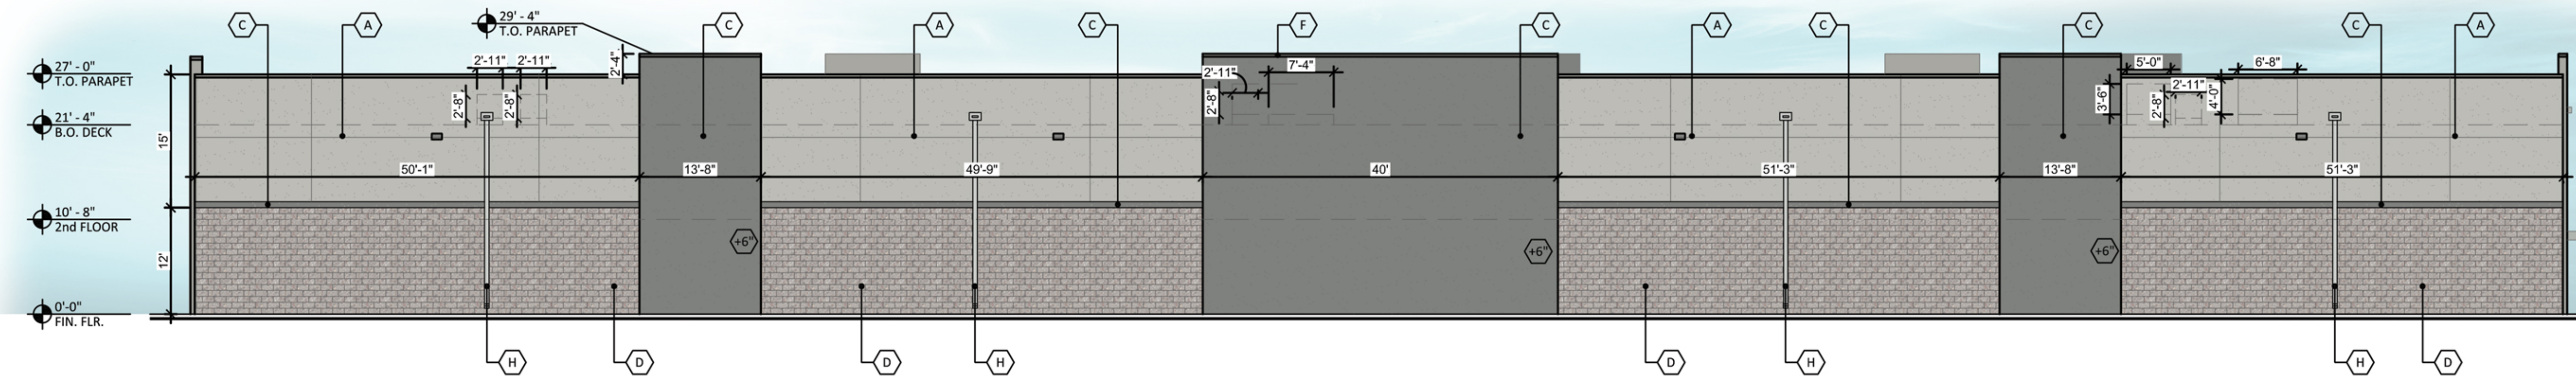 C
A
29' - 4"
T.O. PARAPET
C
A
C
F
C
A
C
C
C
A
27' - 0"
T.O. PARAPET
2'-11"
2'-11"
2'-4"
2'-11"
7'-4"
5'-0"
6'-8"
2'-8"
2'-8"
2'-8"
3'-6"
2'-8"
2'-11"
4'-0"
21' - 4"
B.O. DECK
15'
50'-1"
13'-8"
49'-9"
40'
51'-3"
13'-8"
51'-3"
10' - 8"
2nd FLOOR
12'
+6"
+6"
+6"
0'-0"
FIN. FLR.
H
D
D
H
D
H
H
D